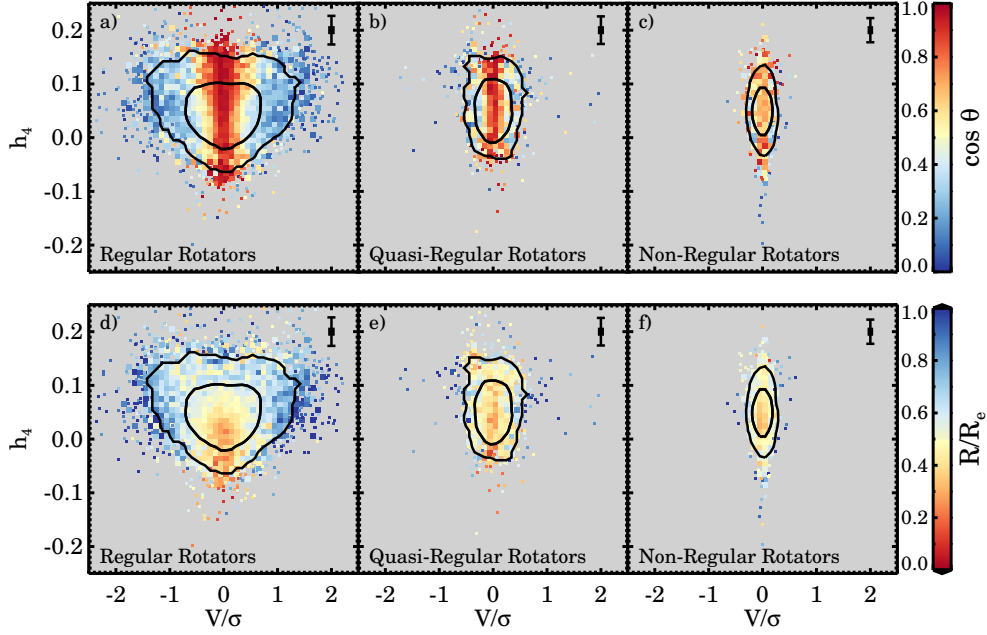 a)
b)
c)
0.2
0.1
0.0
-0.1
-0.2
h₄
Regular Rotators
Quasi-Regular Rotators
Non-Regular Rotators
1.0
0.8
0.6
0.4
0.2
0.0
cos θ
d)
e)
f)
0.2
0.1
0.0
-0.1
-0.2
h₄
Regular Rotators
Quasi-Regular Rotators
Non-Regular Rotators
1.0
0.8
0.6
0.4
0.2
0.0
R/Rₑ
-2 -1 0 1 2
-2 -1 0 1 2
-2 -1 0 1 2
V/σ
V/σ
V/σ